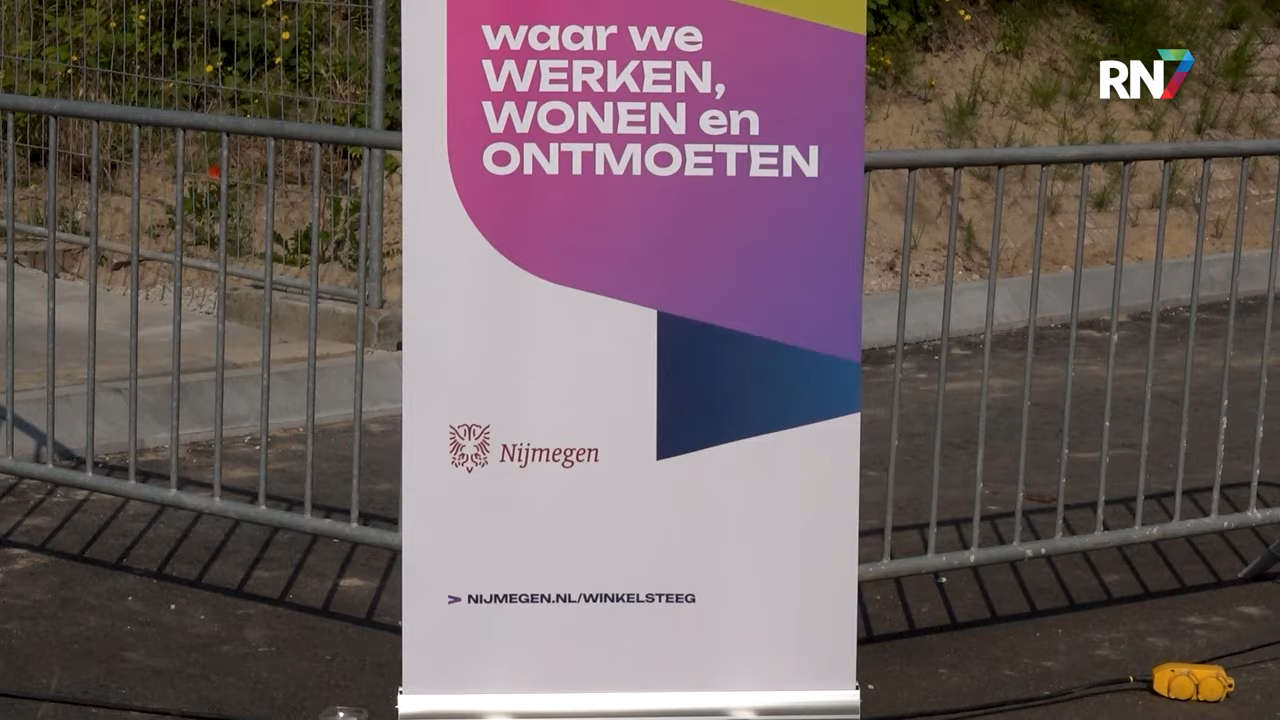 RN7
waar we
WERKEN,
WONEN en
ONTMOETEN
Nijmegen
> NIJMEGEN.NL/WINKELSTEEG